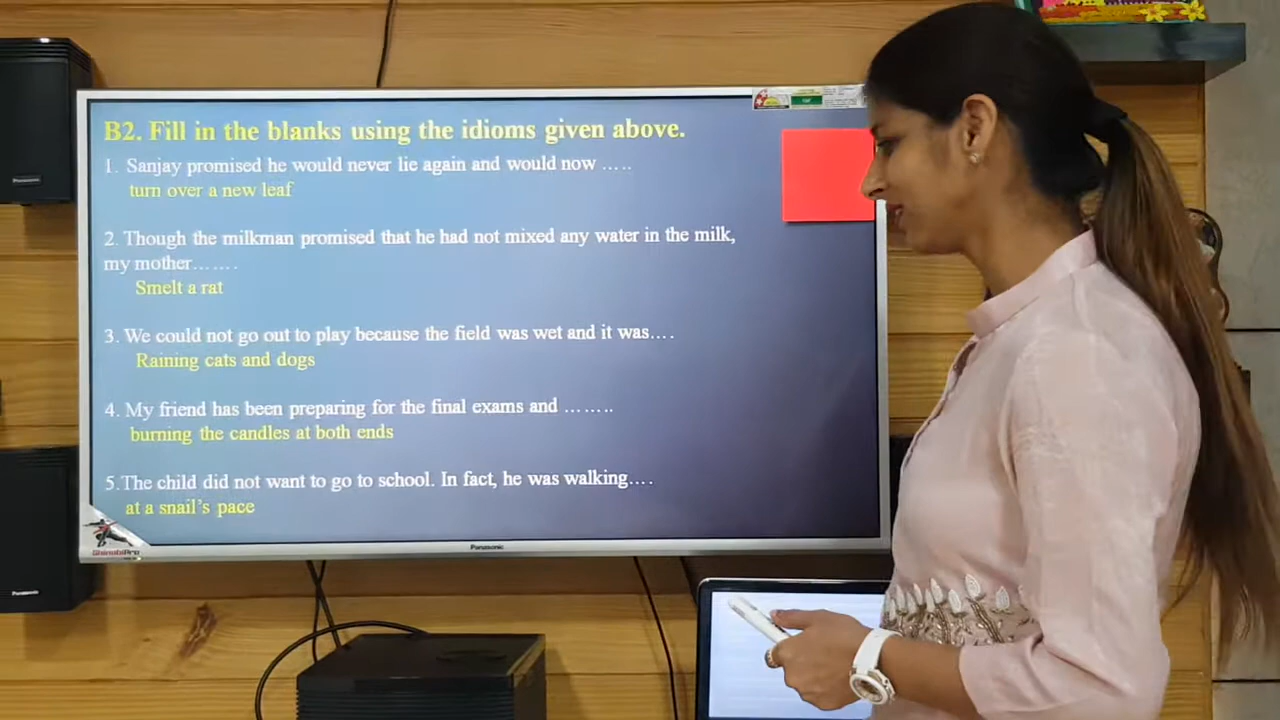 B2. Fill in the blanks using the idioms given above.
1. Sanjay promised he would never lie again and would now .....
turn over a new leaf
2. Though the milkman promised that he had not mixed any water in the milk,
my mother.......
Smelt a rat
3. We could not go out to play because the field was wet and it was....
Raining cats and dogs
4. My friend has been preparing for the final exams and ........
burning the candles at both ends
5.The child did not want to go to school. In fact, he was walking....
at a snail's pace
ShinobiPro
Panasonic
Panasonic
Panasonic